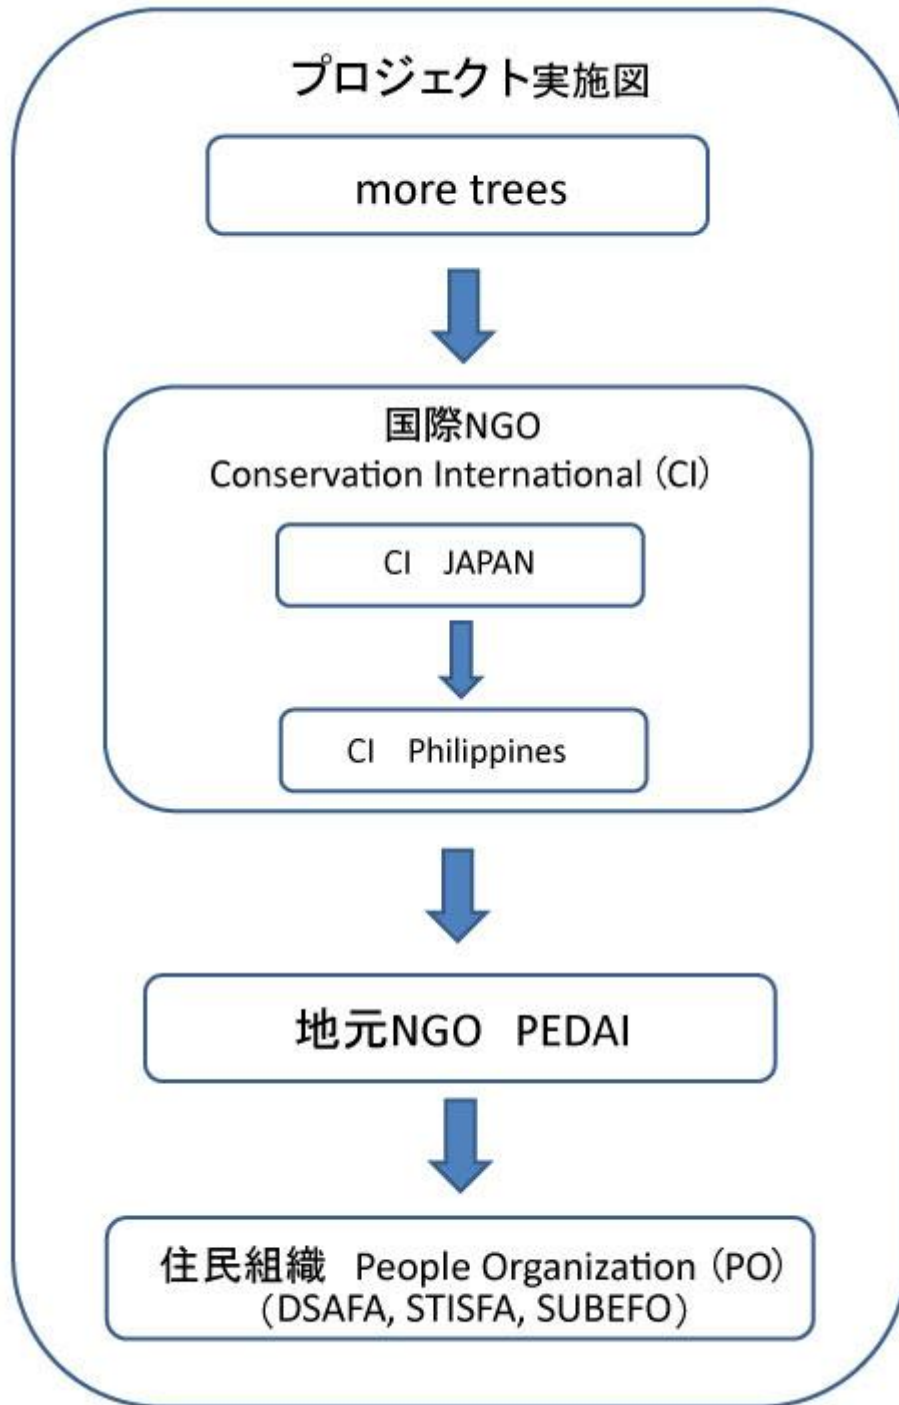 プロジェクト実施図
more trees
国際NGO
Conservation International（CI）
CI　JAPAN
CI　Philippines
地元NGO　PEDAI
住民組織　People Organization（PO）
（DSAFA, STISFA, SUBEFO）